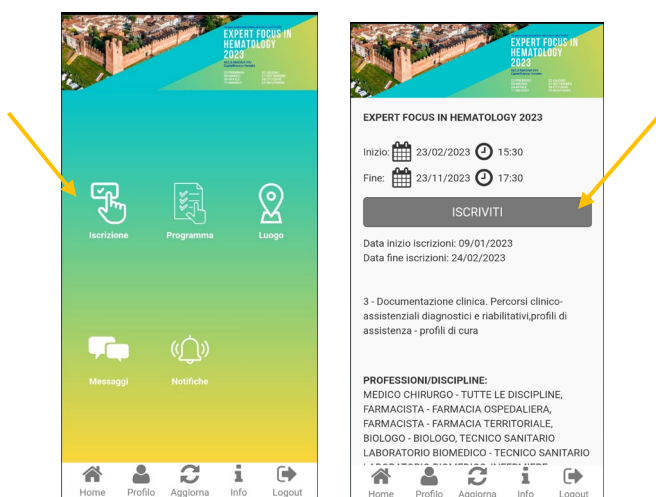 EXPERT FOCUS IN
HEMATOLOGY
2023
Iscrizione
Programma
Luogo
Messaggi
Notifiche
Home
Profilo
Aggiorna
Info
Logout
EXPERT FOCUS IN
HEMATOLOGY
2023
EXPERT FOCUS IN HEMATOLOGY 2023
Inizio: 23/02/2023 15:30
Fine: 23/11/2023 17:30
ISCRIVITI
Data inizio iscrizioni: 09/01/2023
Data fine iscrizioni: 24/02/2023
3 - Documentazione clinica. Percorsi clinico-
assistenziali diagnostici e riabilitativi,profili di
assistenza - profili di cura
PROFESSIONI/DISCIPLINE:
MEDICO CHIRURGO - TUTTE LE DISCIPLINE,
FARMACISTA - FARMACIA OSPEDALIERA,
FARMACISTA - FARMACIA TERRITORIALE,
BIOLOGO - BIOLOGO, TECNICO SANITARIO
LABORATORIO BIOMEDICO - TECNICO SANITARIO
Home
Profilo
Aggiorna
Info
Logout